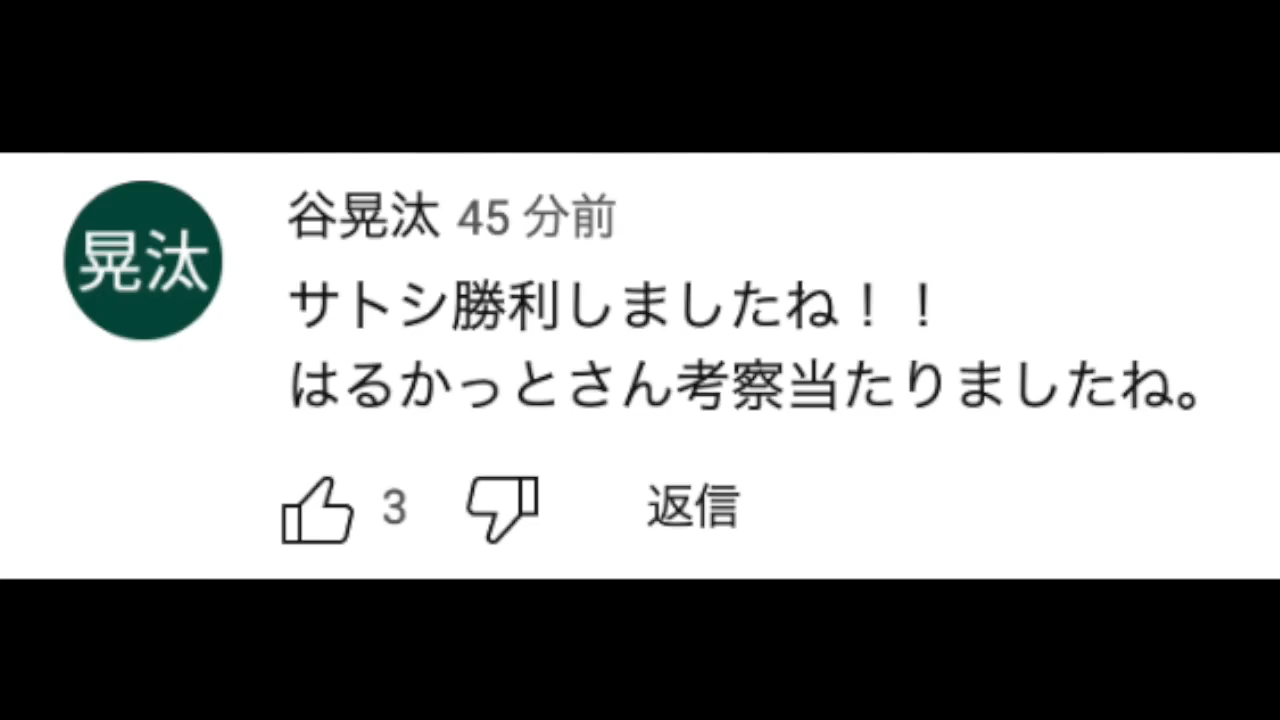 晃汰
谷晃汰 45 分前
サトシ勝利しましたね！！
はるかっとさん考察当たりましたね。
3
返信